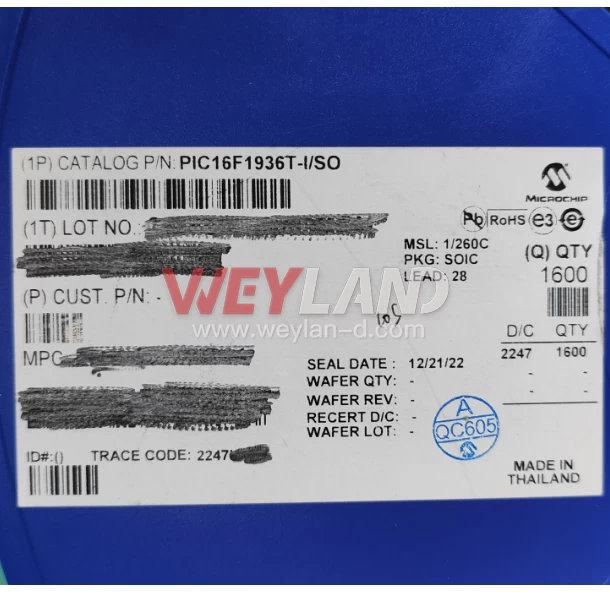 (1P) CATALOG P/N: PIC16F1936T-I/SO
MICROCHIP
(1T) LOT NO.:
Pb RoHS e3 e
MSL: 1/260C
PKG: SOIC
LEAD: 28
(Q) QTY
1600
(P) CUST. P/N: -
WEYLAND
www.weylan-d.com
D/C QTY
2247 1600
- -
- -
MPC
SEAL DATE : 12/21/22
WAFER QTY: -
WAFER REV: -
RECERT D/C: -
WAFER LOT: -
A
QC605
ID#:() TRACE CODE: 2247
MADE IN
THAILAND